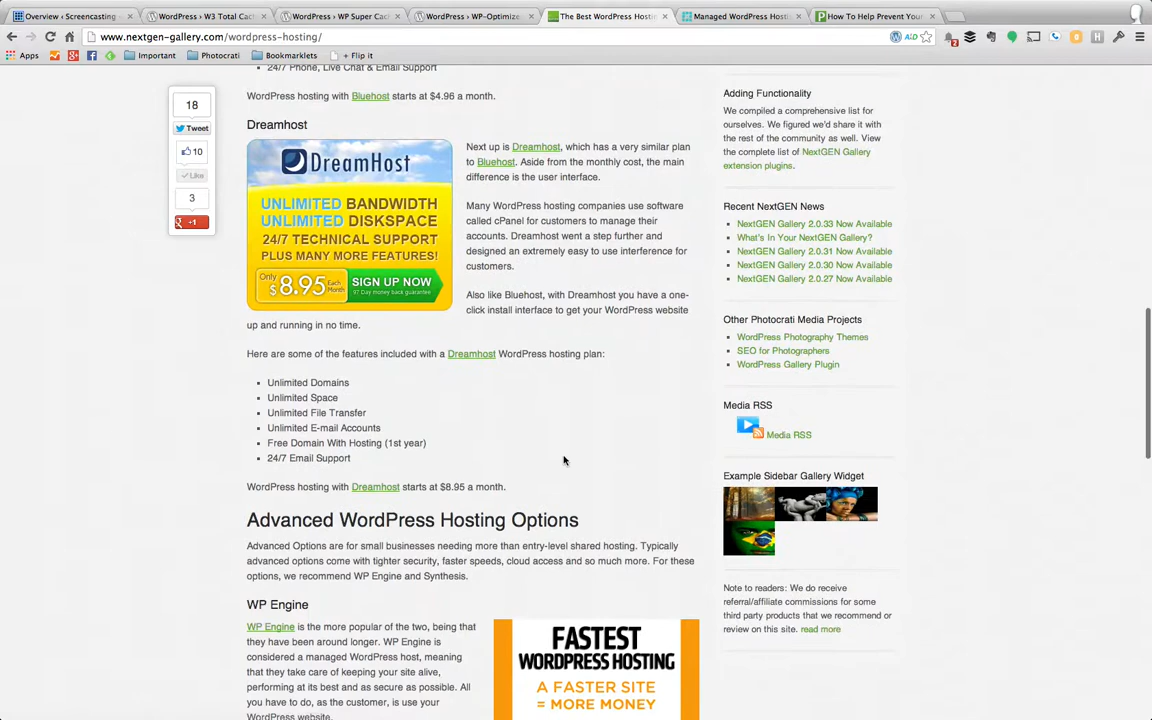 Overview ‹ Screencasting
WordPress › W3 Total Cac
WordPress › WP Super Cac
WordPress › WP-Optimize
The Best WordPress Hostin
Managed WordPress Hosti
How To Help Prevent Your
www.nextgen-gallery.com/wordpress-hosting/
Apps
Important
Photocrati
Bookmarklets
+ Flip it
24/7 Phone, Live Chat & Email Support
WordPress hosting with Bluehost starts at $4.96 a month.
Dreamhost
DreamHost
UNLIMITED BANDWIDTH
UNLIMITED DISKSPACE
24/7 TECHNICAL SUPPORT
PLUS MANY MORE FEATURES!
Only $8.95 Each Month
SIGN UP NOW
97 Day money back guarantee
Next up is Dreamhost, which has a very similar plan
to Bluehost. Aside from the monthly cost, the main
difference is the user interface.
Many WordPress hosting companies use software
called cPanel for customers to manage their
accounts. Dreamhost went a step further and
designed an extremely easy to use interference for
customers.
Also like Bluehost, with Dreamhost you have a one-
click install interface to get your WordPress website
up and running in no time.
Here are some of the features included with a Dreamhost WordPress hosting plan:
Unlimited Domains
Unlimited Space
Unlimited File Transfer
Unlimited E-mail Accounts
Free Domain With Hosting (1st year)
24/7 Email Support
WordPress hosting with Dreamhost starts at $8.95 a month.
Advanced WordPress Hosting Options
Advanced Options are for small businesses needing more than entry-level shared hosting. Typically
advanced options come with tighter security, faster speeds, cloud access and so much more. For these
options, we recommend WP Engine and Synthesis.
WP Engine
WP Engine is the more popular of the two, being that
they have been around longer. WP Engine is
considered a managed WordPress host, meaning
that they take care of keeping your site alive,
performing at its best and as secure as possible. All
you have to do, as the customer, is use your
WordPress website.
FASTEST
WORDPRESS HOSTING
A FASTER SITE
= MORE MONEY
18
Tweet
10
Like
3
+1
Adding Functionality
We compiled a comprehensive list for
ourselves. We figured we'd share it with the
rest of the community as well. View
the complete list of NextGEN Gallery
extension plugins.
Recent NextGEN News
NextGEN Gallery 2.0.33 Now Available
What's In Your NextGEN Gallery?
NextGEN Gallery 2.0.31 Now Available
NextGEN Gallery 2.0.30 Now Available
NextGEN Gallery 2.0.27 Now Available
Other Photocrati Media Projects
WordPress Photography Themes
SEO for Photographers
WordPress Gallery Plugin
Media RSS
Media RSS
Example Sidebar Gallery Widget
Note to readers: We do receive
referral/affiliate commissions for some
third party products that we recommend or
review on this site. read more